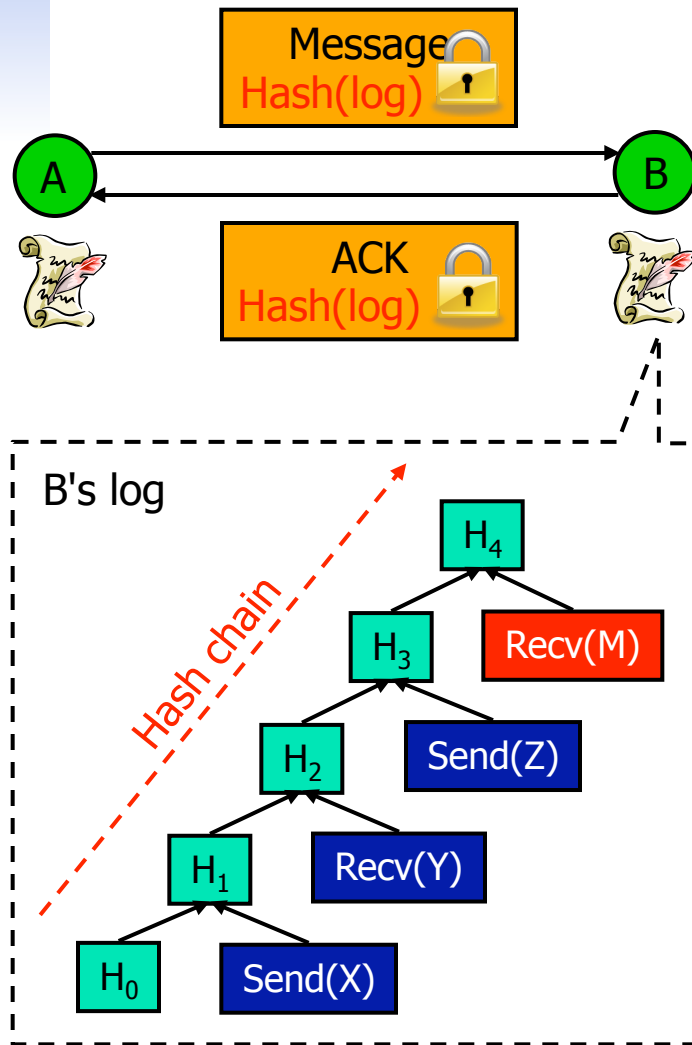 Message
Hash(log)
A
B
ACK
Hash(log)
B's log
H₄
Hash chain
H₃
Recv(M)
H₂
Send(Z)
H₁
Recv(Y)
H₀
Send(X)